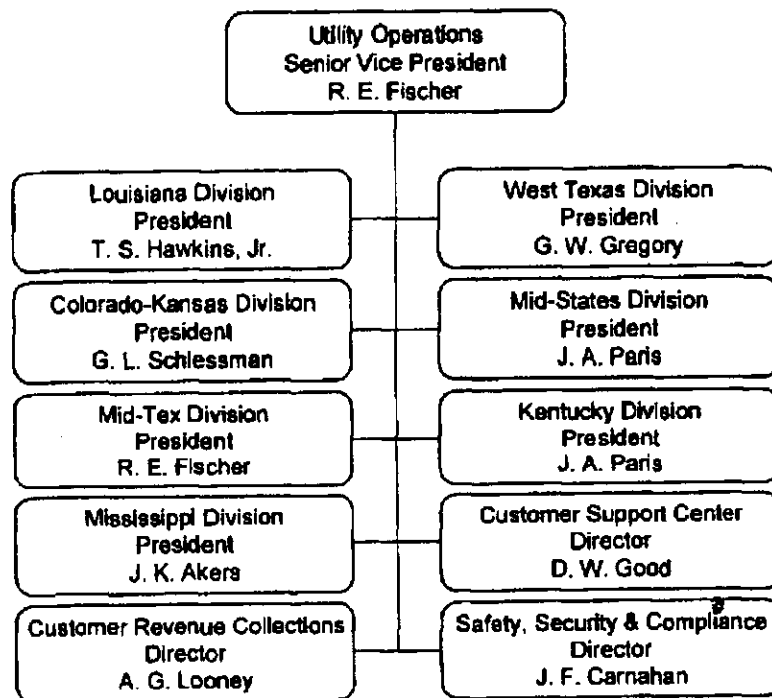 Utility Operations
Senior Vice President
R. E. Fischer
Louisiana Division
President
T. S. Hawkins, Jr.
West Texas Division
President
G. W. Gregory
Colorado-Kansas Division
President
G. L. Schlessman
Mid-States Division
President
J. A. Paris
Mid-Tex Division
President
R. E. Fischer
Kentucky Division
President
J. A. Paris
Mississippi Division
President
J. K. Akers
Customer Support Center
Director
D. W. Good
Customer Revenue Collections
Director
A. G. Looney
Safety, Security & Compliance
Director
J. F. Carnahan